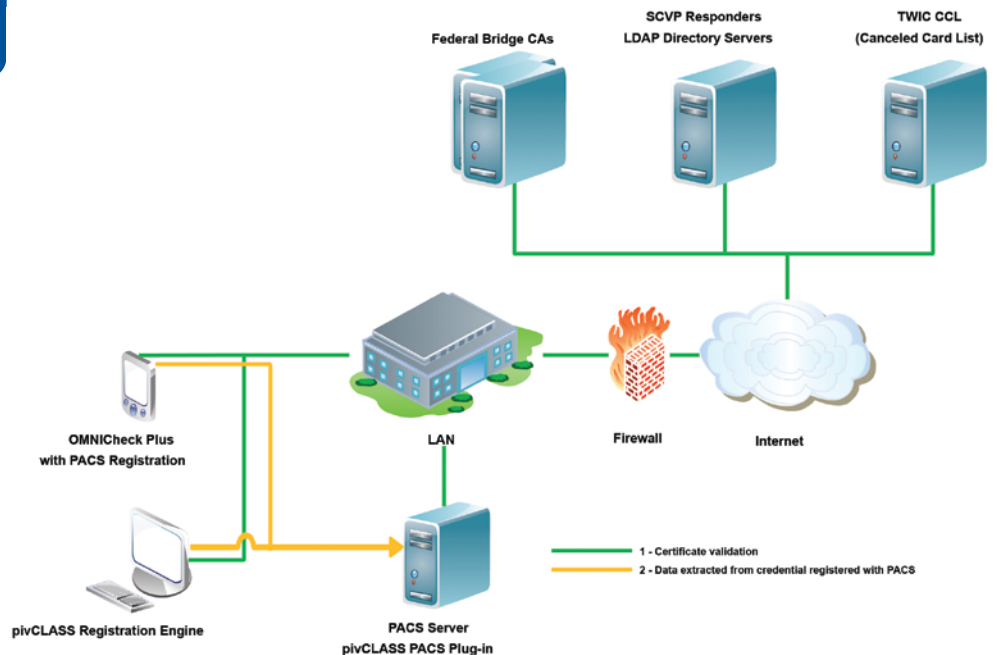 Federal Bridge CAs
SCVP Responders
LDAP Directory Servers
TWIC CCL
(Canceled Card List)
OMNICheck Plus
with PACS Registration
LAN
Firewall
Internet
1 - Certificate validation
2 - Data extracted from credential registered with PACS
pivCLASS Registration Engine
PACS Server
pivCLASS PACS Plug-in